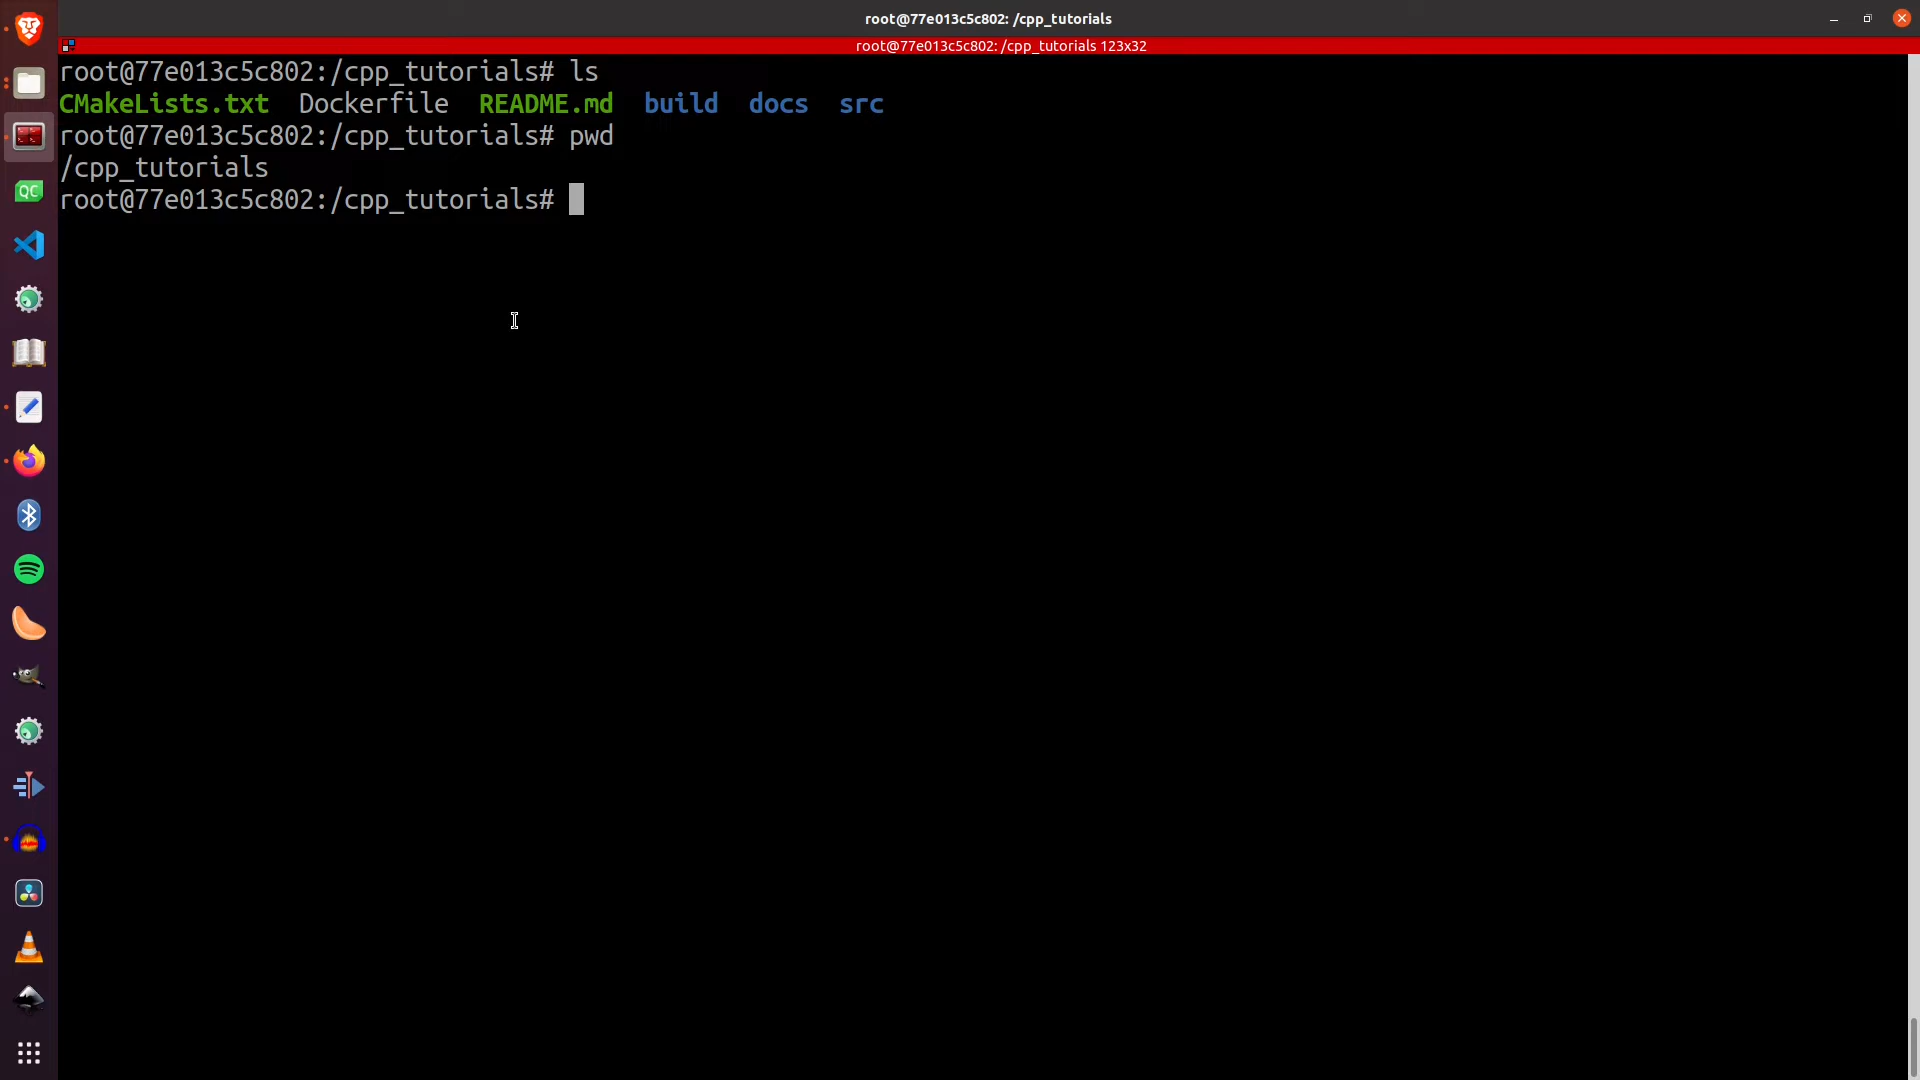 root@77e013c5c802: /cpp_tutorials
root@77e013c5c802: /cpp_tutorials 123x32
root@77e013c5c802:/cpp_tutorials# ls
CMakeLists.txt  Dockerfile  README.md  build  docs  src
root@77e013c5c802:/cpp_tutorials# pwd
/cpp_tutorials
root@77e013c5c802:/cpp_tutorials#
QC